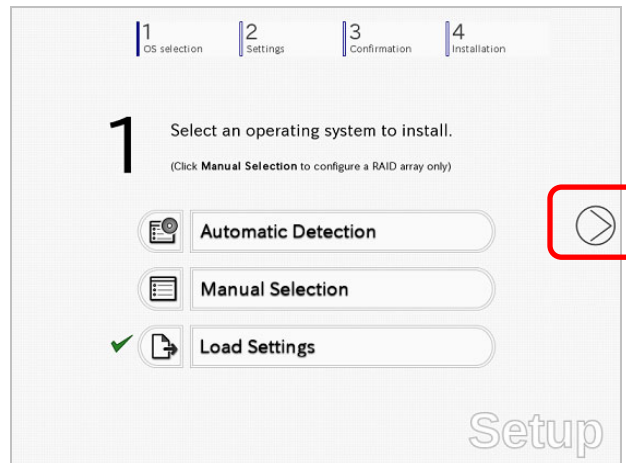 1
OS selection
2
Settings
3
Confirmation
4
Installation
1
Select an operating system to install.
(Click Manual Selection to configure a RAID array only)
Automatic Detection
Manual Selection
Load Settings
Setup